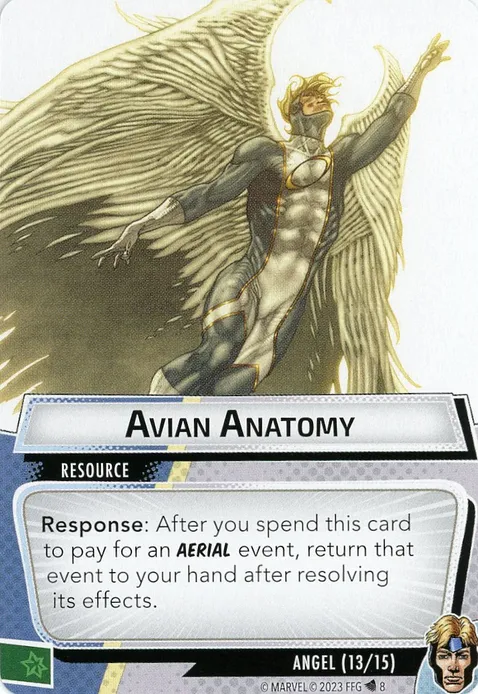 AVIAN ANATOMY
RESOURCE
Response: After you spend this card
to pay for an AERIAL event, return that
event to your hand after resolving
its effects.
ANGEL (13/15)
© MARVEL © 2023 FFG 8